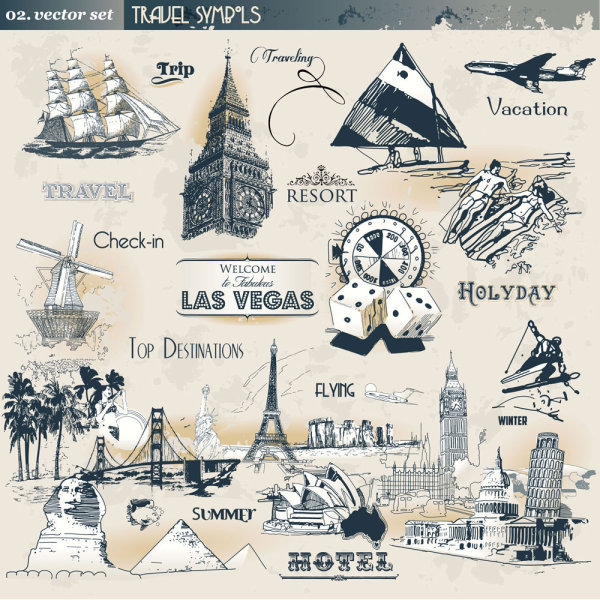 02. vector set
TRAVEL SYMBOLS
Trip
Traveling
Vacation
TRAVEL
RESORT
Check-in
WELCOME
to Fabulous
LAS VEGAS
HOLYDAY
TOP DESTINATIONS
FLYING
WINTER
SUMMER
MOTEL